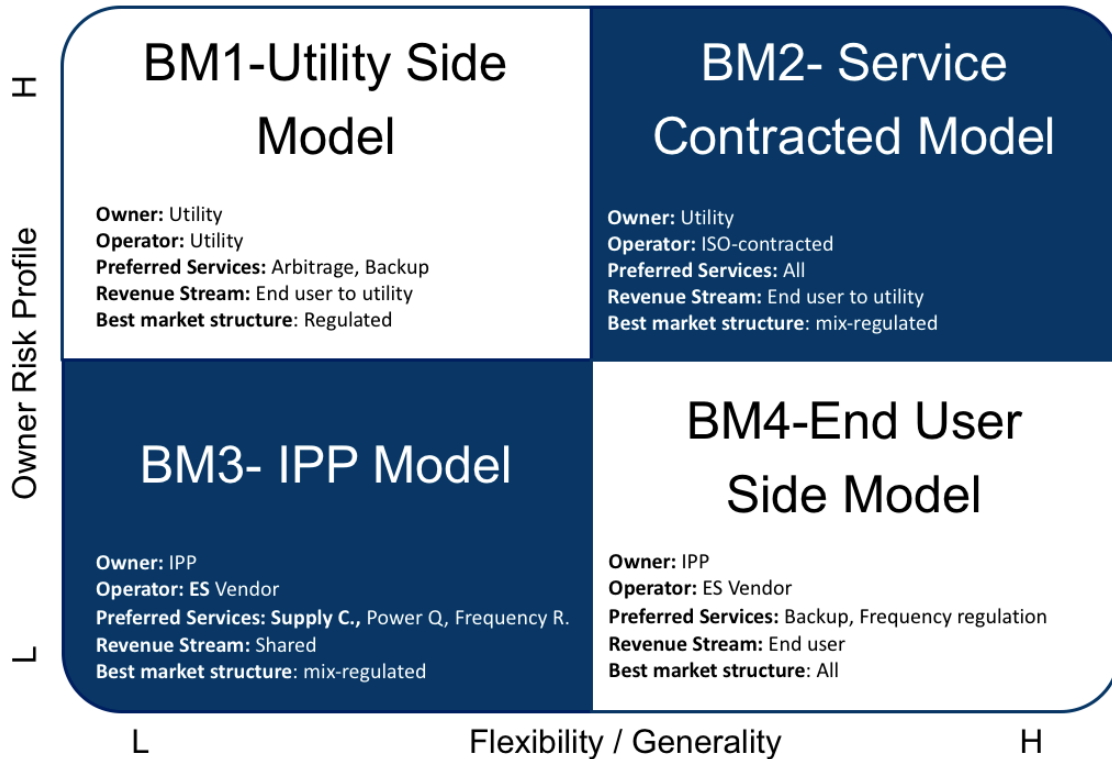 H
Owner Risk Profile
L
BM1-Utility Side
Model
Owner: Utility
Operator: Utility
Preferred Services: Arbitrage, Backup
Revenue Stream: End user to utility
Best market structure: Regulated
BM2- Service
Contracted Model
Owner: Utility
Operator: ISO-contracted
Preferred Services: All
Revenue Stream: End user to utility
Best market structure: mix-regulated
BM3- IPP Model
Owner: IPP
Operator: ES Vendor
Preferred Services: Supply C., Power Q, Frequency R.
Revenue Stream: Shared
Best market structure: mix-regulated
BM4-End User
Side Model
Owner: IPP
Operator: ES Vendor
Preferred Services: Backup, Frequency regulation
Revenue Stream: End user
Best market structure: All
L
Flexibility / Generality
H